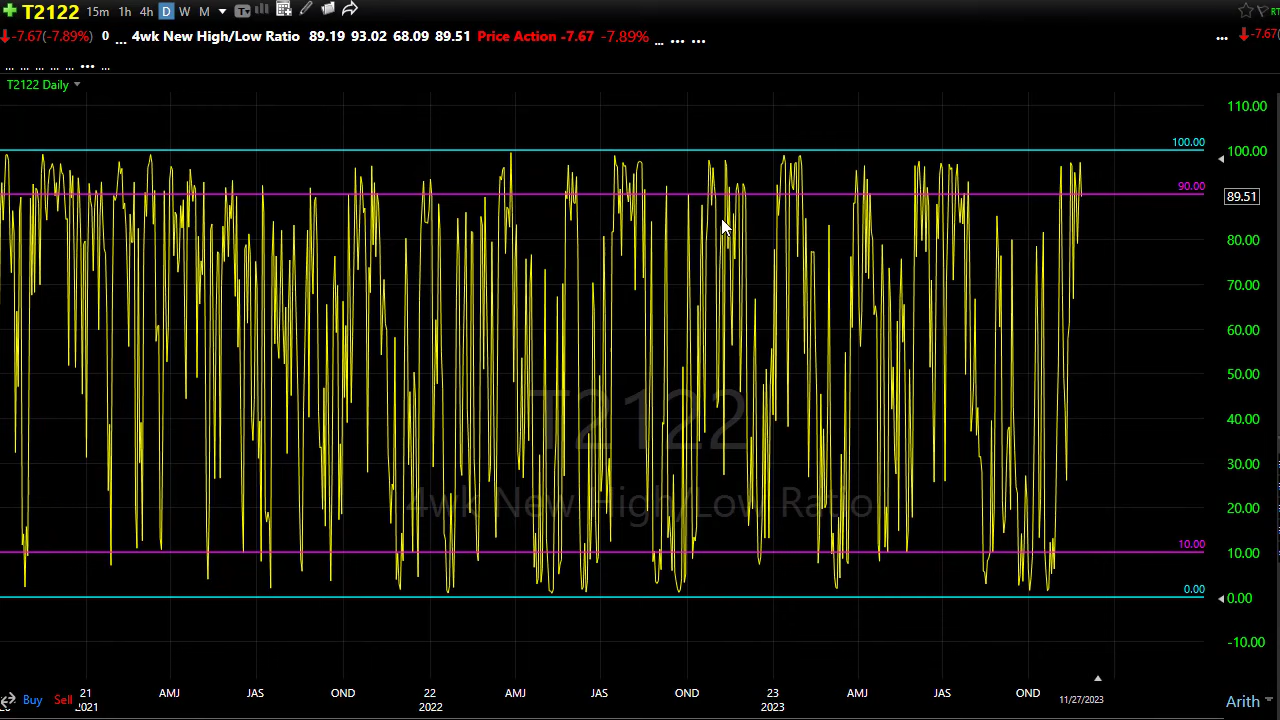 T2122 15m 1h 4h D W M T RT
-7.67(-7.89%) 0 ... 4wk New High/Low Ratio 89.19 93.02 68.09 89.51 Price Action -7.67 -7.89% ... ... ... ... -7.67(
... ... ... ... ... ... ...
T2122 Daily
110.00
100.00 100.00
90.00
89.51
80.00
70.00
60.00
50.00
T2122
40.00
30.00
4wk New High/Low Ratio
20.00
10.00 10.00
0.00 0.00
-10.00
Buy Sell 21 AMJ JAS OND 22 AMJ JAS OND 23 AMJ JAS OND 11/27/2023 Arith
2021 2022 2023